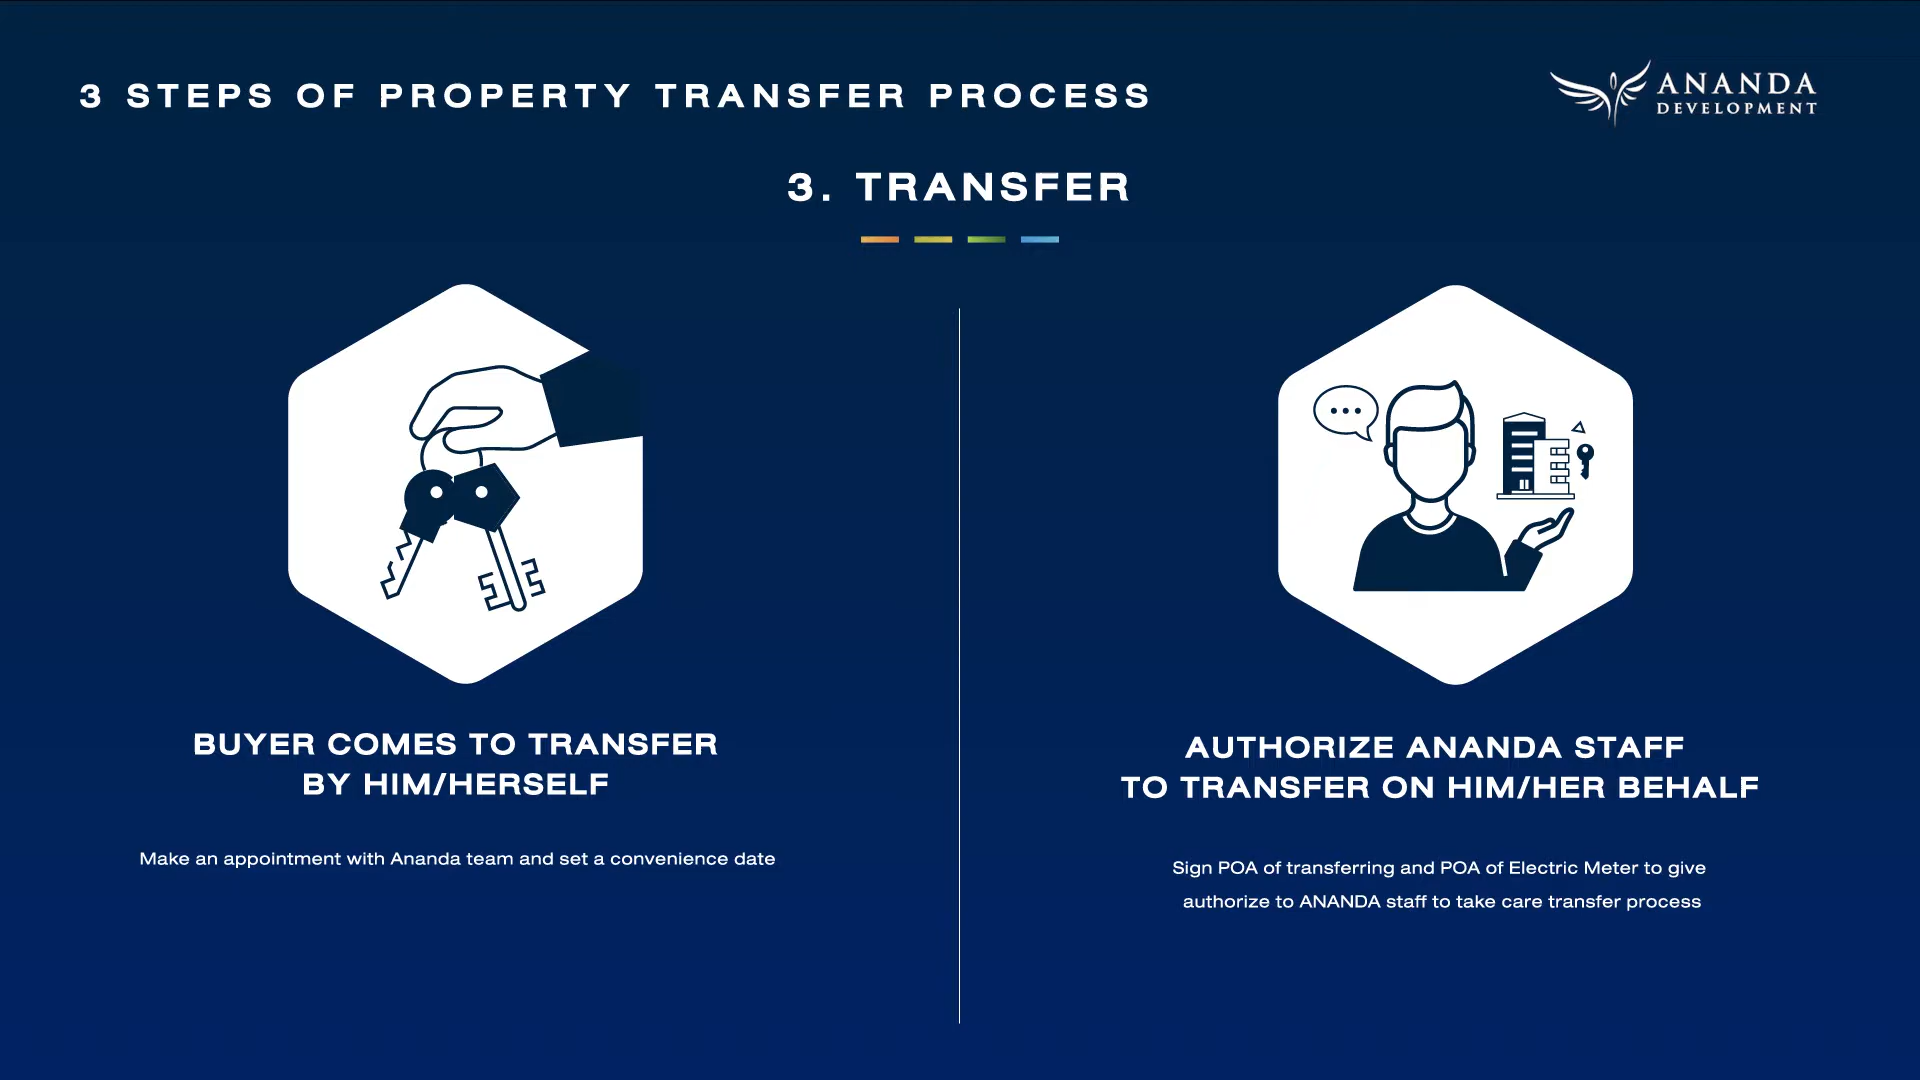 3 STEPS OF PROPERTY TRANSFER PROCESS
ANANDA
DEVELOPMENT
3. TRANSFER
BUYER COMES TO TRANSFER
BY HIM/HERSELF
Make an appointment with Ananda team and set a convenience date
AUTHORIZE ANANDA STAFF
TO TRANSFER ON HIM/HER BEHALF
Sign POA of transferring and POA of Electric Meter to give
authorize to ANANDA staff to take care transfer process